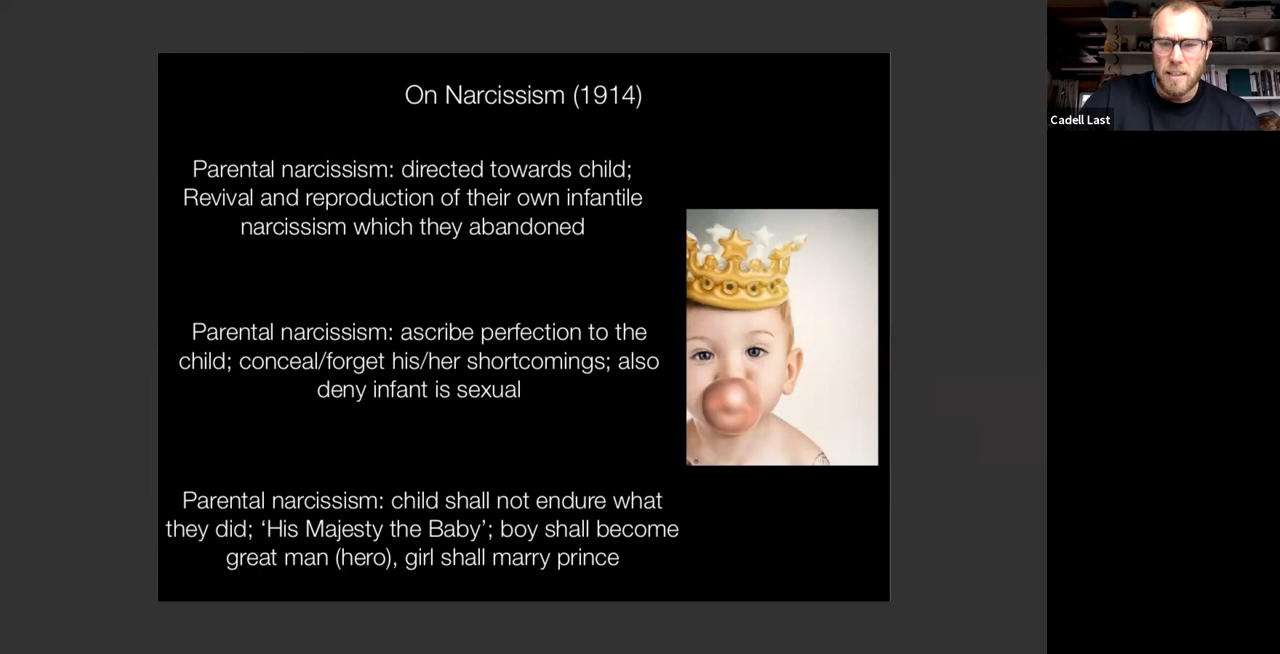 On Narcissism (1914)
Parental narcissism: directed towards child;
Revival and reproduction of their own infantile
narcissism which they abandoned
Parental narcissism: ascribe perfection to the
child; conceal/forget his/her shortcomings; also
deny infant is sexual
Parental narcissism: child shall not endure what
they did; ‘His Majesty the Baby’; boy shall become
great man (hero), girl shall marry prince
Cadell Last